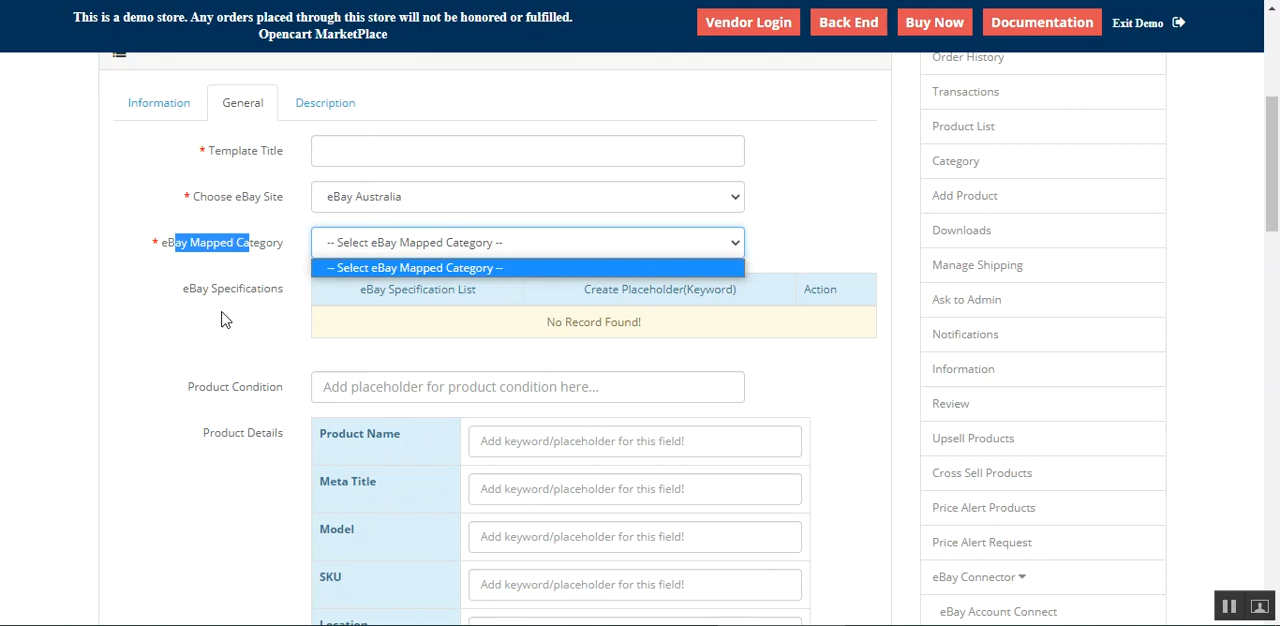 This is a demo store. Any orders placed through this store will not be honored or fulfilled.
Opencart MarketPlace
Vendor Login
Back End
Buy Now
Documentation
Exit Demo
Information
General
Description
* Template Title
* Choose eBay Site
eBay Australia
* eBay Mapped Category
-- Select eBay Mapped Category --
-- Select eBay Mapped Category --
eBay Specifications
eBay Specification List
Create Placeholder(Keyword)
Action
No Record Found!
Product Condition
Add placeholder for product condition here...
Product Details
Product Name
Add keyword/placeholder for this field!
Meta Title
Add keyword/placeholder for this field!
Model
Add keyword/placeholder for this field!
SKU
Add keyword/placeholder for this field!
Location
Order History
Transactions
Product List
Category
Add Product
Downloads
Manage Shipping
Ask to Admin
Notifications
Information
Review
Upsell Products
Cross Sell Products
Price Alert Products
Price Alert Request
eBay Connector
eBay Account Connect